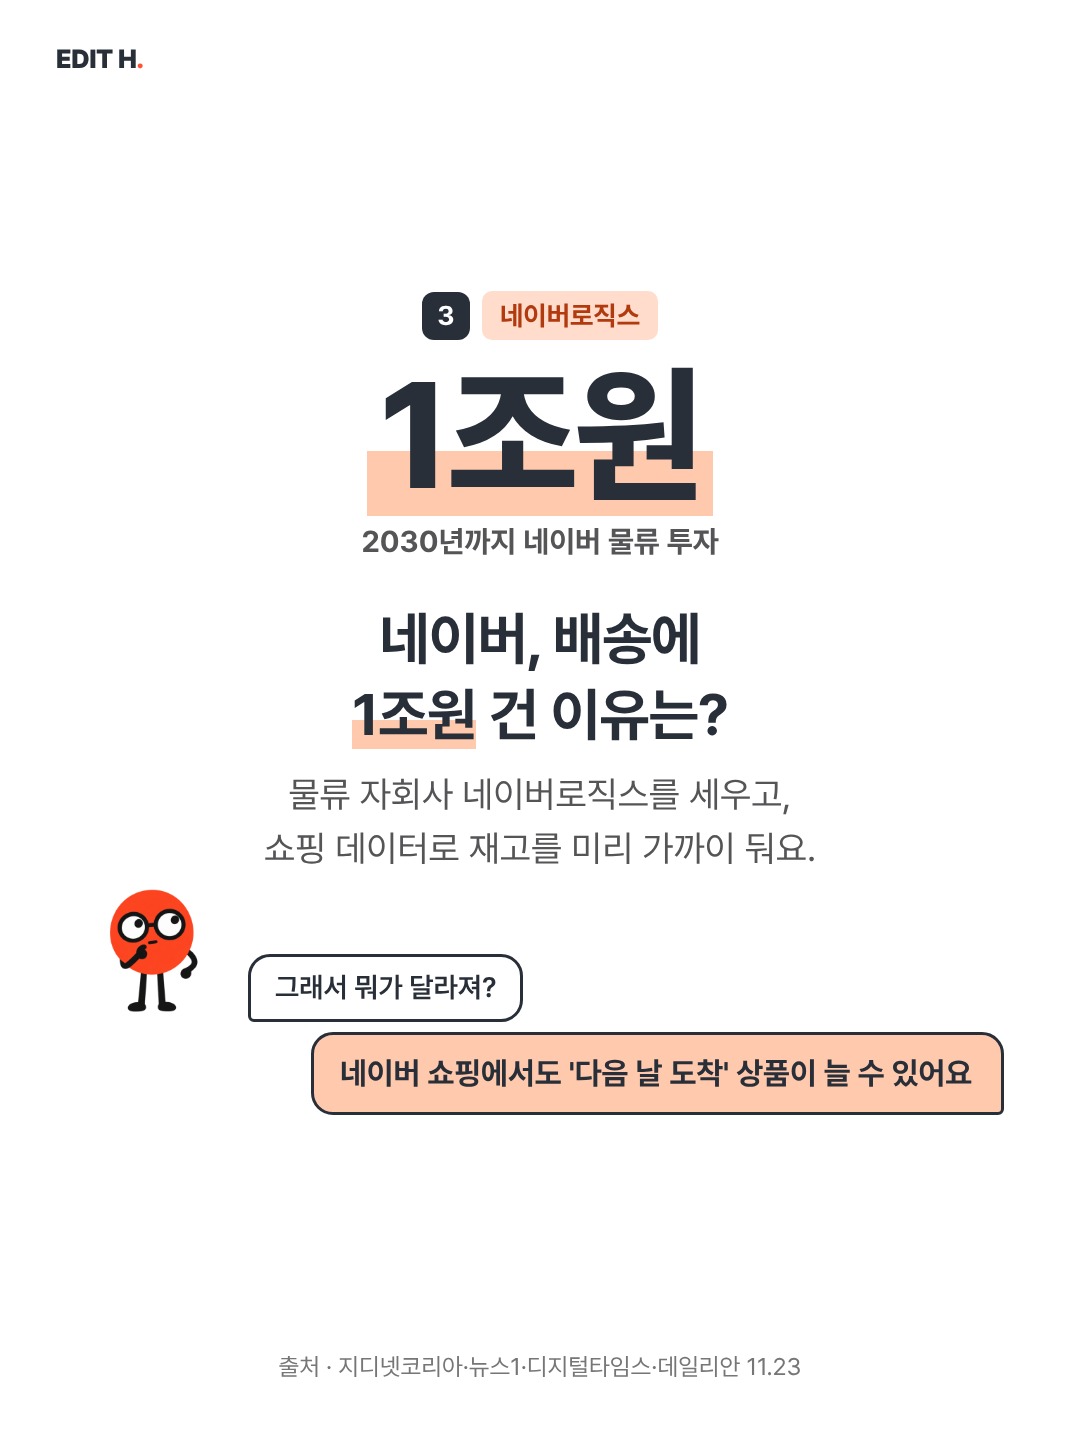 EDIT H.
3 네이버로직스
1조원
2030년까지 네이버 물류 투자
네이버, 배송에
1조원 건 이유는?
물류 자회사 네이버로직스를 세우고,
쇼핑 데이터로 재고를 미리 가까이 둬요.
그래서 뭐가 달라져?
네이버 쇼핑에서도 '다음 날 도착' 상품이 늘 수 있어요
출처 · 지디넷코리아·뉴스1·디지털타임스·데일리안 11.23